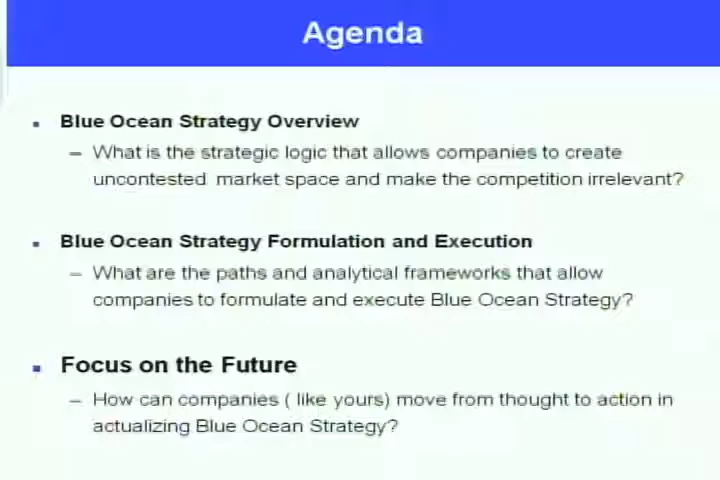 Agenda
▪ Blue Ocean Strategy Overview
– What is the strategic logic that allows companies to create
uncontested market space and make the competition irrelevant?
▪ Blue Ocean Strategy Formulation and Execution
– What are the paths and analytical frameworks that allow
companies to formulate and execute Blue Ocean Strategy?
▪ Focus on the Future
– How can companies ( like yours) move from thought to action in
actualizing Blue Ocean Strategy?